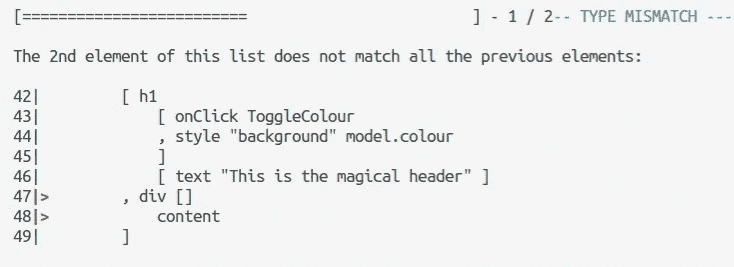 [=========================                         ] - 1 / 2-- TYPE MISMATCH ---
The 2nd element of this list does not match all the previous elements:
42|         [ h1
43|             [ onClick ToggleColour
44|             , style "background" model.colour
45|             ]
46|             [ text "This is the magical header" ]
47|>        , div []
48|>            content
49|         ]